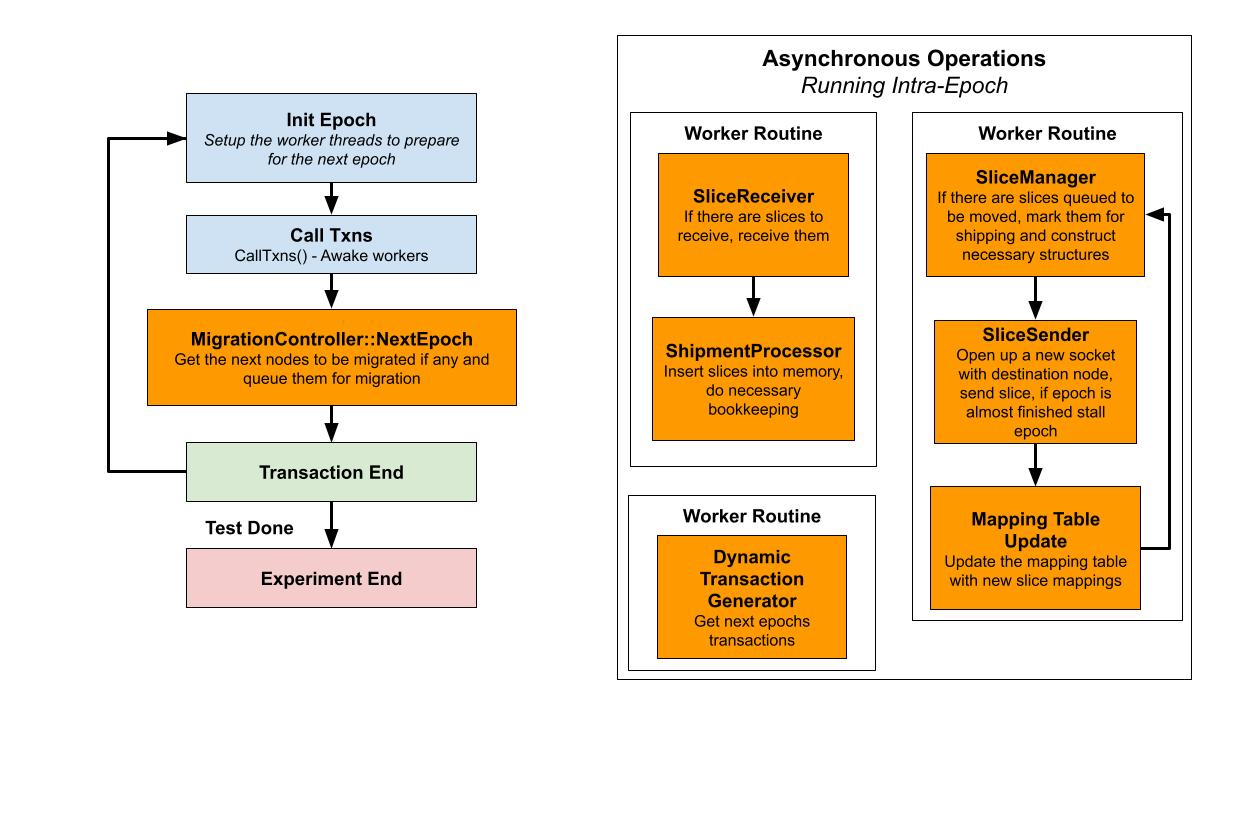 Init Epoch
Setup the worker threads to prepare
for the next epoch
Call Txns
CallTxns() - Awake workers
MigrationController::NextEpoch
Get the next nodes to be migrated if any and
queue them for migration
Transaction End
Test Done
Experiment End
Asynchronous Operations
Running Intra-Epoch
Worker Routine
SliceReceiver
If there are slices to
receive, receive them
ShipmentProcessor
Insert slices into memory,
do necessary
bookkeeping
Worker Routine
Dynamic
Transaction
Generator
Get next epochs
transactions
Worker Routine
SliceManager
If there are slices queued to
be moved, mark them for
shipping and construct
necessary structures
SliceSender
Open up a new socket
with destination node,
send slice, if epoch is
almost finished stall
epoch
Mapping Table
Update
Update the mapping table
with new slice mappings